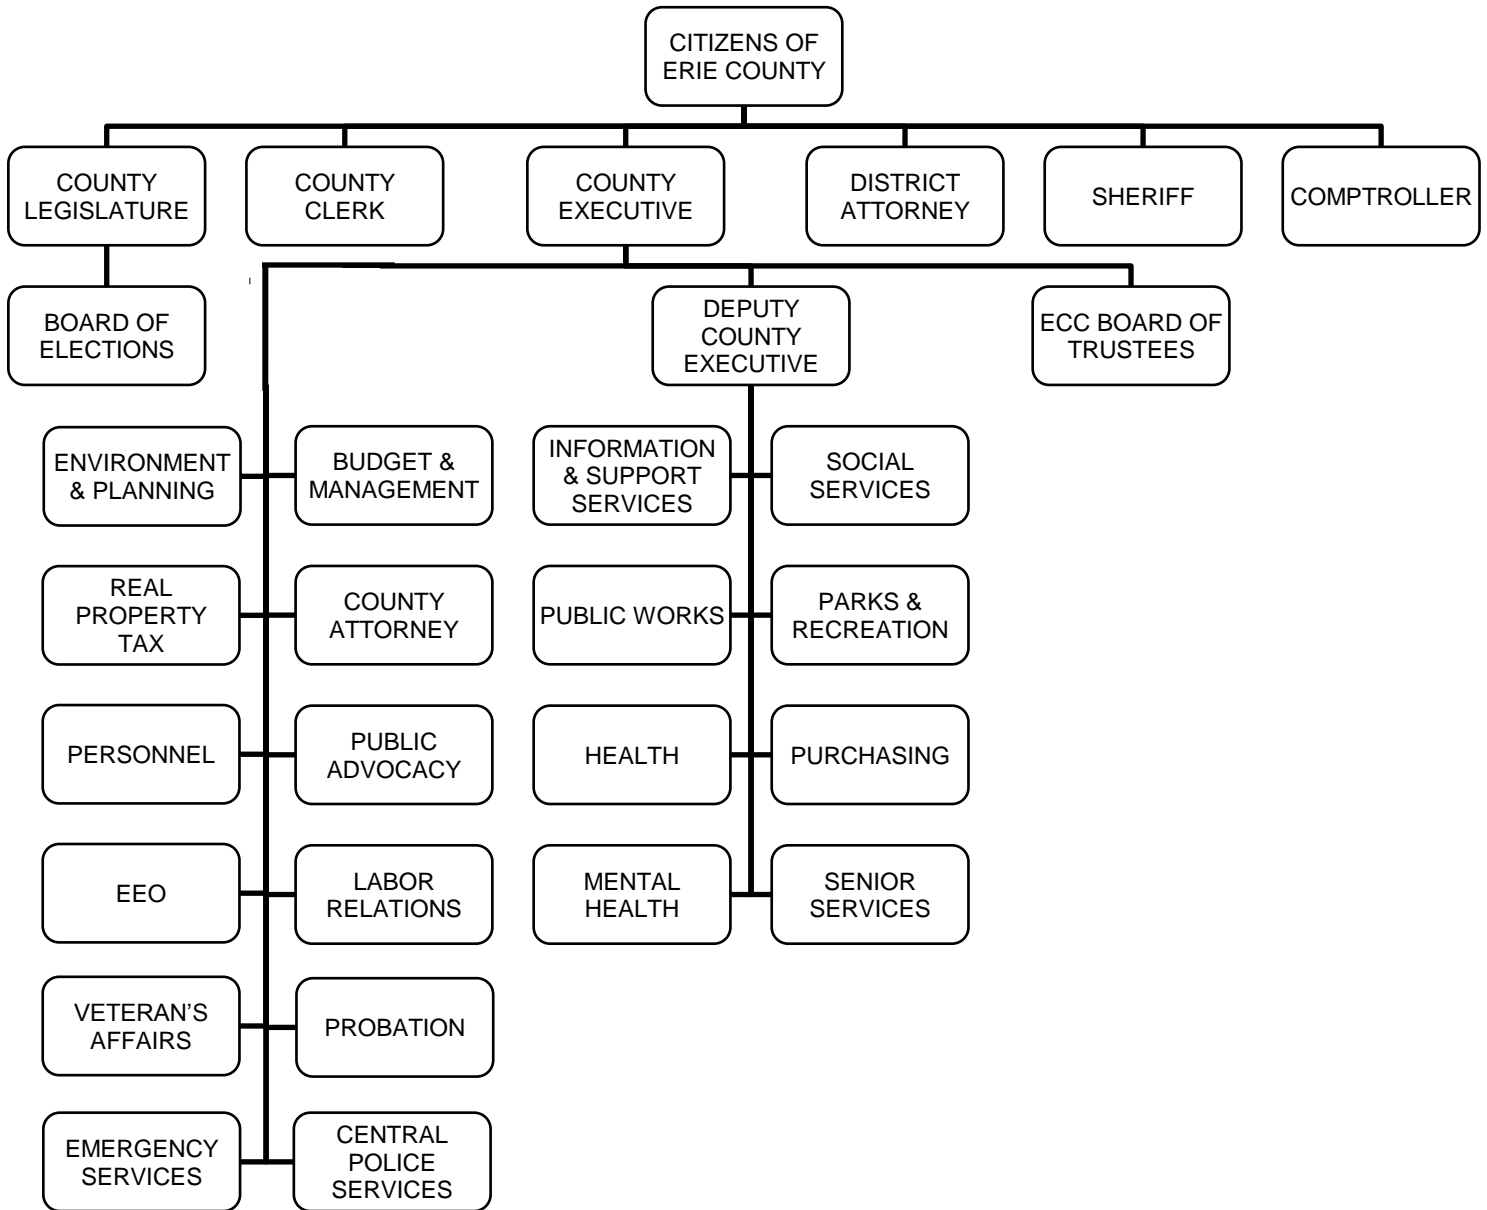 CITIZENS OF
ERIE COUNTY
COUNTY
LEGISLATURE
COUNTY
CLERK
COUNTY
EXECUTIVE
DISTRICT
ATTORNEY
SHERIFF
COMPTROLLER
BOARD OF
ELECTIONS
DEPUTY
COUNTY
EXECUTIVE
ECC BOARD OF
TRUSTEES
ENVIRONMENT
& PLANNING
BUDGET &
MANAGEMENT
INFORMATION
& SUPPORT
SERVICES
SOCIAL
SERVICES
REAL
PROPERTY
TAX
COUNTY
ATTORNEY
PUBLIC WORKS
PARKS &
RECREATION
PERSONNEL
PUBLIC
ADVOCACY
HEALTH
PURCHASING
EEO
LABOR
RELATIONS
MENTAL
HEALTH
SENIOR
SERVICES
VETERAN’S
AFFAIRS
PROBATION
EMERGENCY
SERVICES
CENTRAL
POLICE
SERVICES